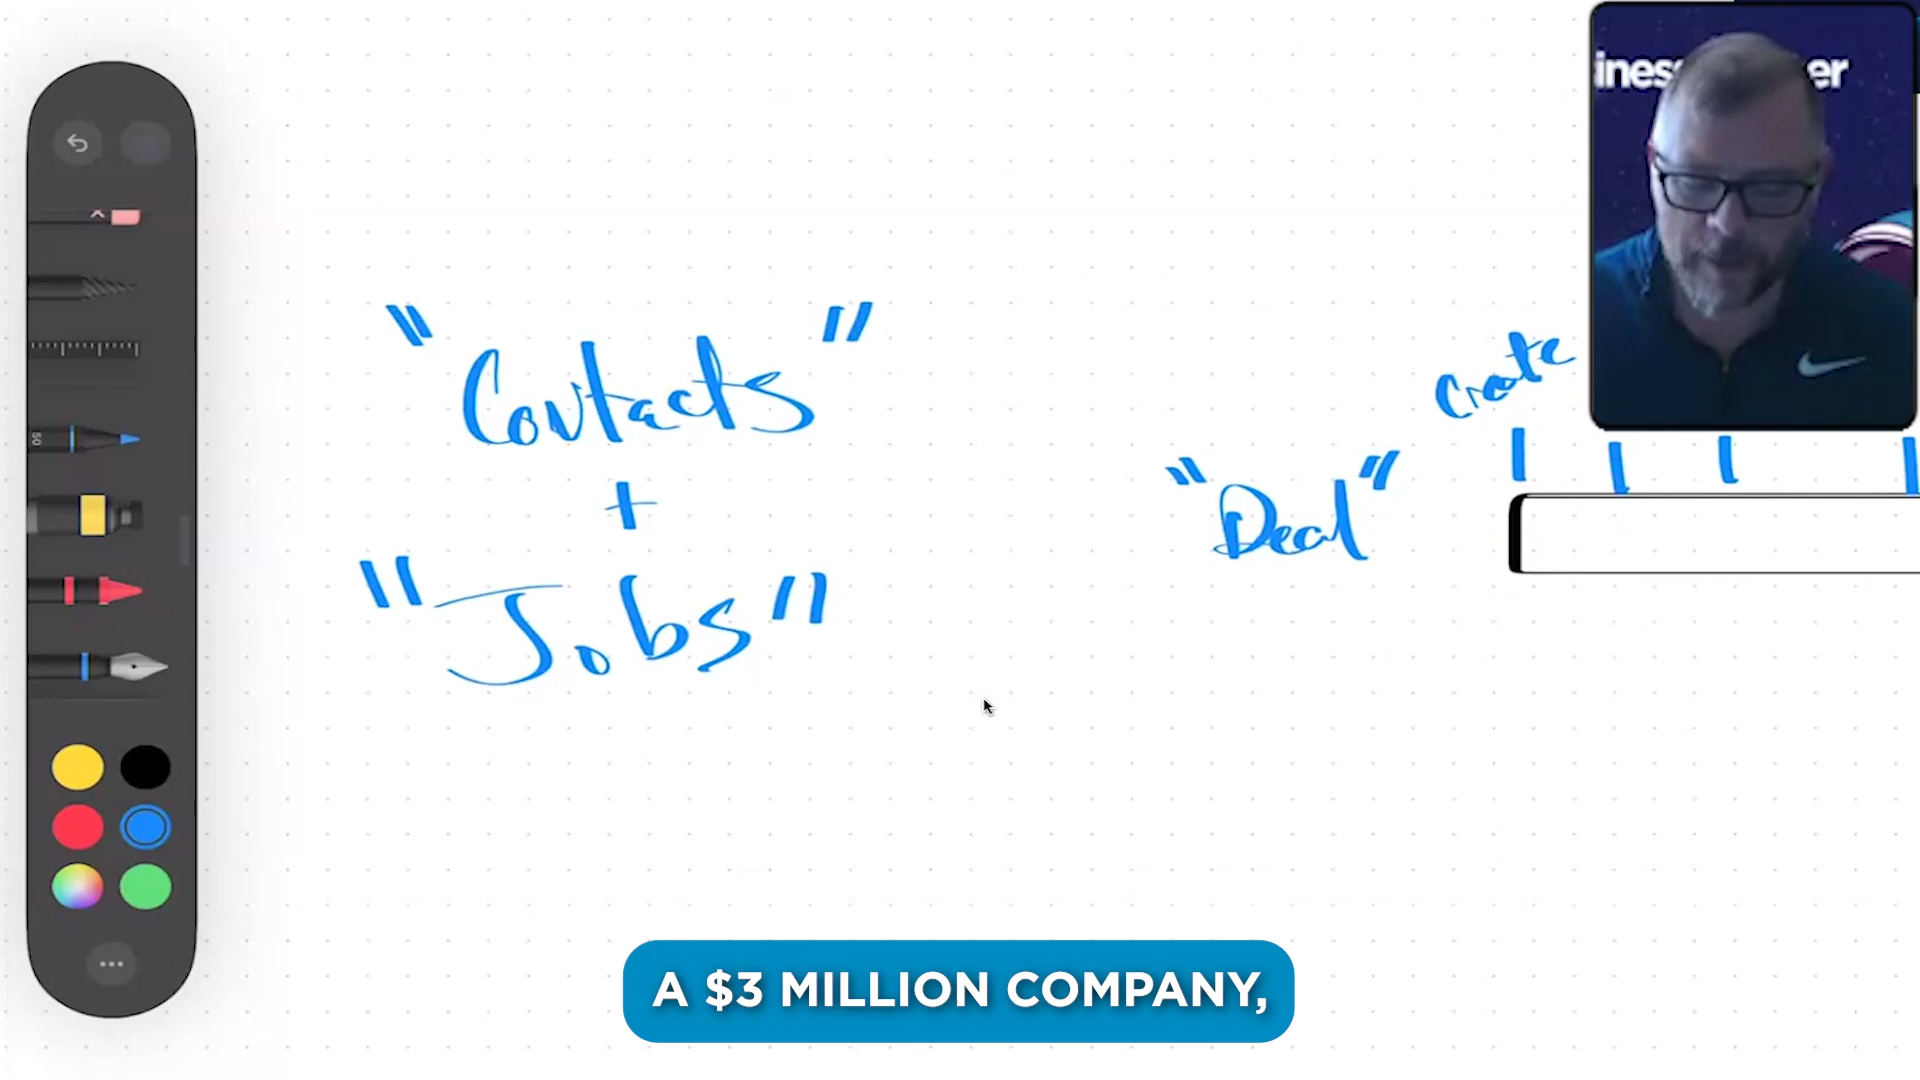 "Contacts"
+
"Jobs"
"Deal"
Create
A $3 MILLION COMPANY,